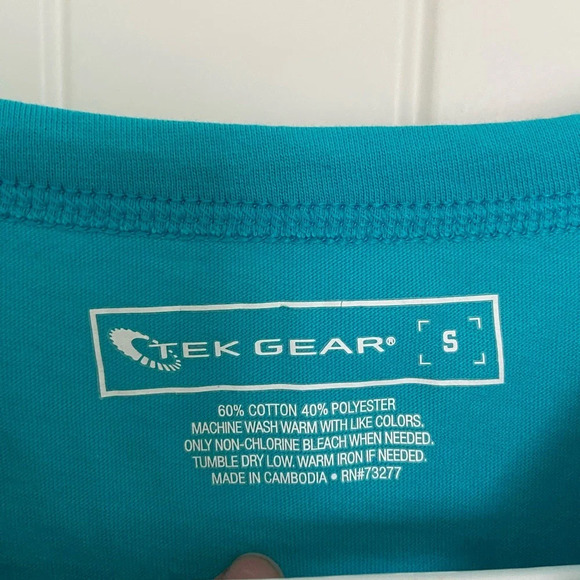 TEK GEAR® S
60% COTTON 40% POLYESTER
MACHINE WASH WARM WITH LIKE COLORS.
ONLY NON-CHLORINE BLEACH WHEN NEEDED.
TUMBLE DRY LOW. WARM IRON IF NEEDED.
MADE IN CAMBODIA • RN#73277